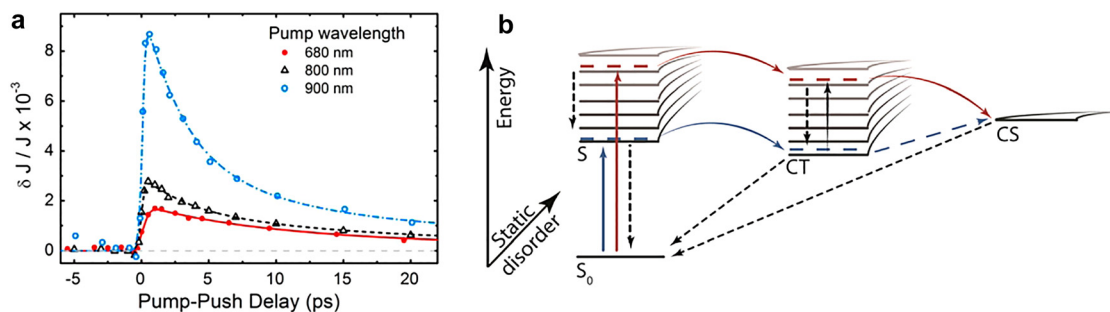 a
δ J / J x 10⁻³
8
6
4
2
0
-5
0
5
10
15
20
Pump-Push Delay (ps)
Pump wavelength
680 nm
800 nm
900 nm
b
Energy
Static
disorder
S
CT
CS
S₀